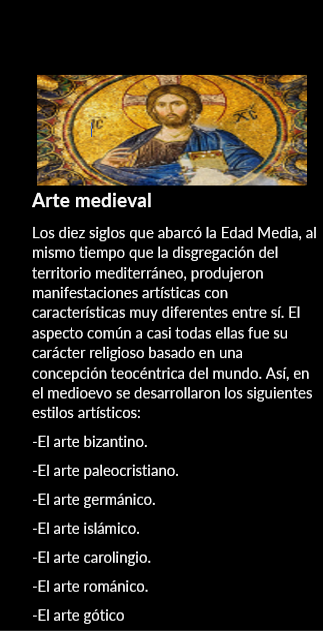 IC
XC
Arte medieval
Los diez siglos que abarcó la Edad Media, al
mismo tiempo que la disgregación del
territorio mediterráneo, produjeron
manifestaciones artísticas con
características muy diferentes entre sí. El
aspecto común a casi todas ellas fue su
carácter religioso basado en una
concepción teocéntrica del mundo. Así, en
el medioevo se desarrollaron los siguientes
estilos artísticos:
-El arte bizantino.
-El arte paleocristiano.
-El arte germánico.
-El arte islámico.
-El arte carolingio.
-El arte románico.
-El arte gótico